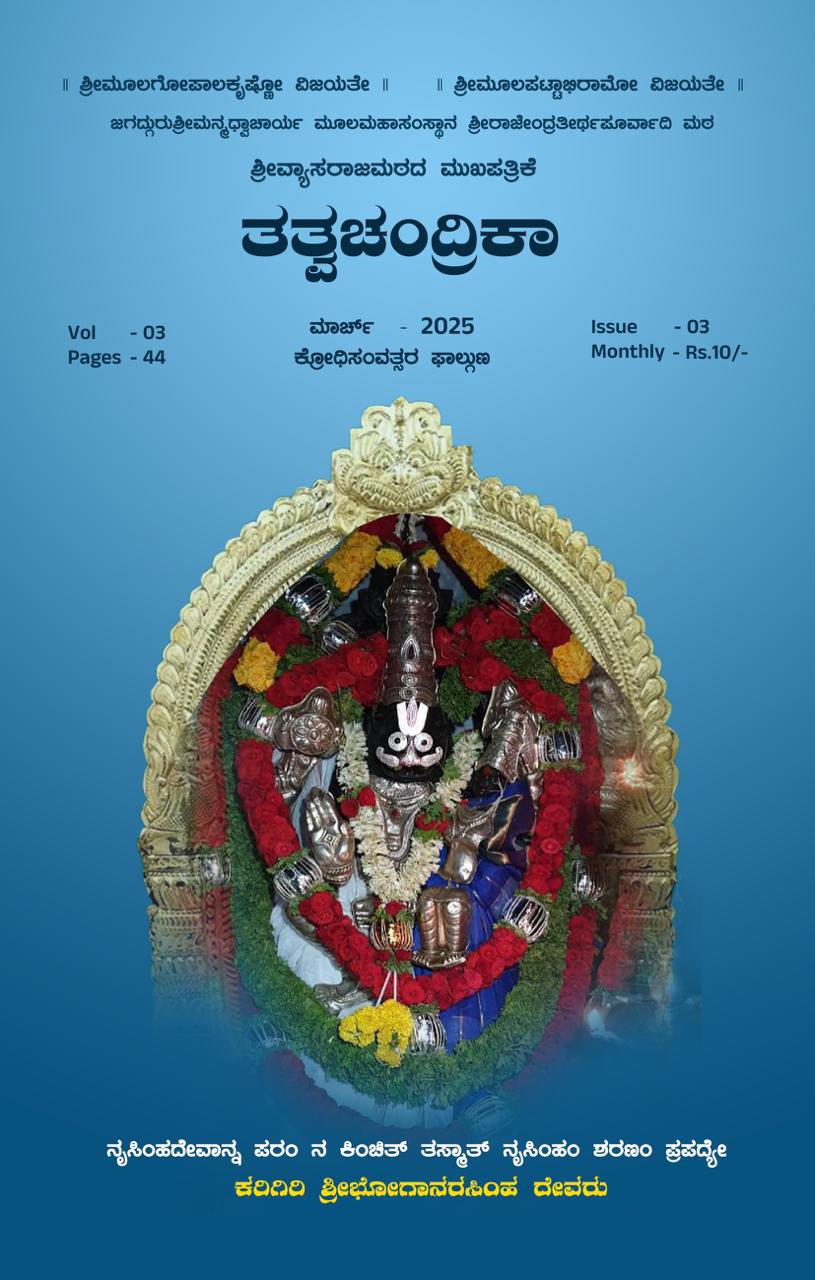 ॥ ಶ್ರೀಮೂಲಗೋಪಾಲಕೃಷ್ಣೋ ವಿಜಯತೇ ॥ ॥ ಶ್ರೀಮೂಲಪಟ್ಟಾಭಿರಾಮೋ ವಿಜಯತೇ ॥
ಜಗದ್ಗುರುಶ್ರೀಮನ್ಮಧ್ವಾಚಾರ್ಯ ಮೂಲಮಹಾಸಂಸ್ಥಾನ ಶ್ರೀರಾಜೇಂದ್ರತೀರ್ಥಪೂರ್ವಾದಿ ಮಠ
ಶ್ರೀವ್ಯಾಸರಾಜಮಠದ ಮುಖಪತ್ರಿಕೆ
ತತ್ವಚಂದ್ರಿಕಾ
Vol - 03
Pages - 44
ಮಾರ್ಚ್ - 2025
ಕ್ರೋಧಿಸಂವತ್ಸರ ಫಾಲ್ಗುಣ
Issue - 03
Monthly - Rs.10/-
ನೃಸಿಂಹದೇವಾನ್ನ ಪರಂ ನ ಕಿಂಚಿತ್ ತಸ್ಮಾತ್ ನೃಸಿಂಹಂ ಶರಣಂ ಪ್ರಪದ್ಯೇ
ಕರಿಗಿರಿ ಶ್ರೀಭೋಗಾನರಸಿಂಹ ದೇವರು